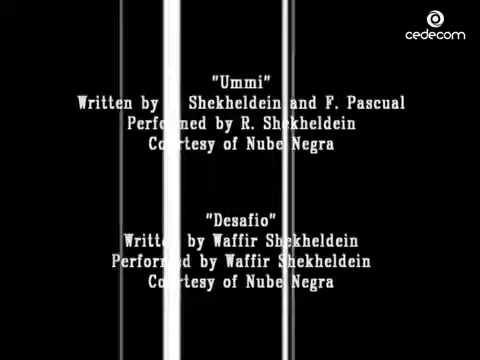 cedecom
"Ummi"
Written by Shekheldein and F. Pascual
Performed by R. Shekheldein
Courtesy of Nube Negra
"Desafio"
Written by Waffir Shekheldein
Performed by Waffir Shekheldein
Courtesy of Nube Negra